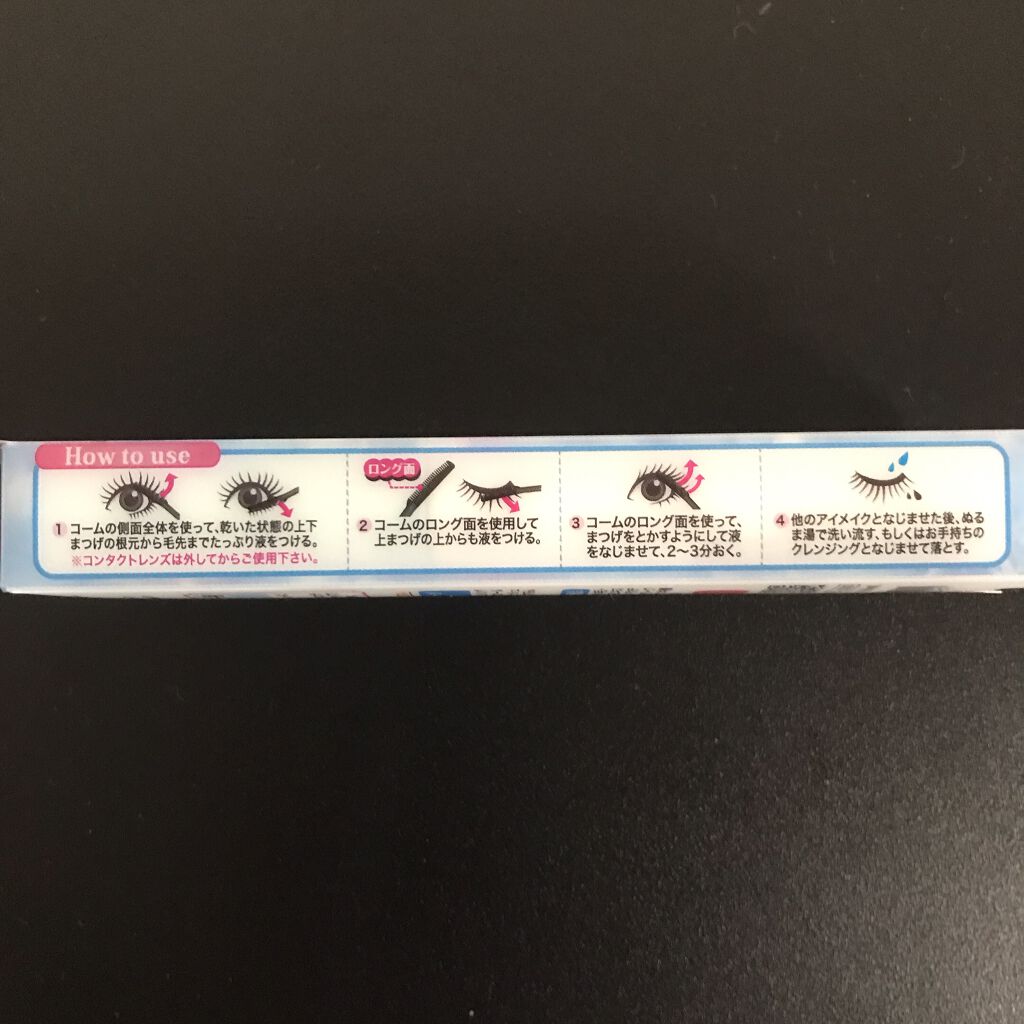 How to use
1 コームの側面全体を使って、乾いた状態の上下
まつげの根元から毛先までたっぷり液をつける。
※コンタクトレンズは外してからご使用下さい。
ロング面
2 コームのロング面を使用して
上まつげの上からも液をつける。
3 コームのロング面を使って、
まつげをとかすようにして液
をなじませて、2〜3分おく。
4 他のアイメイクとなじませた後、ぬる
ま湯で洗い流す、もしくはお手持ちの
クレンジングとなじませて落とす。